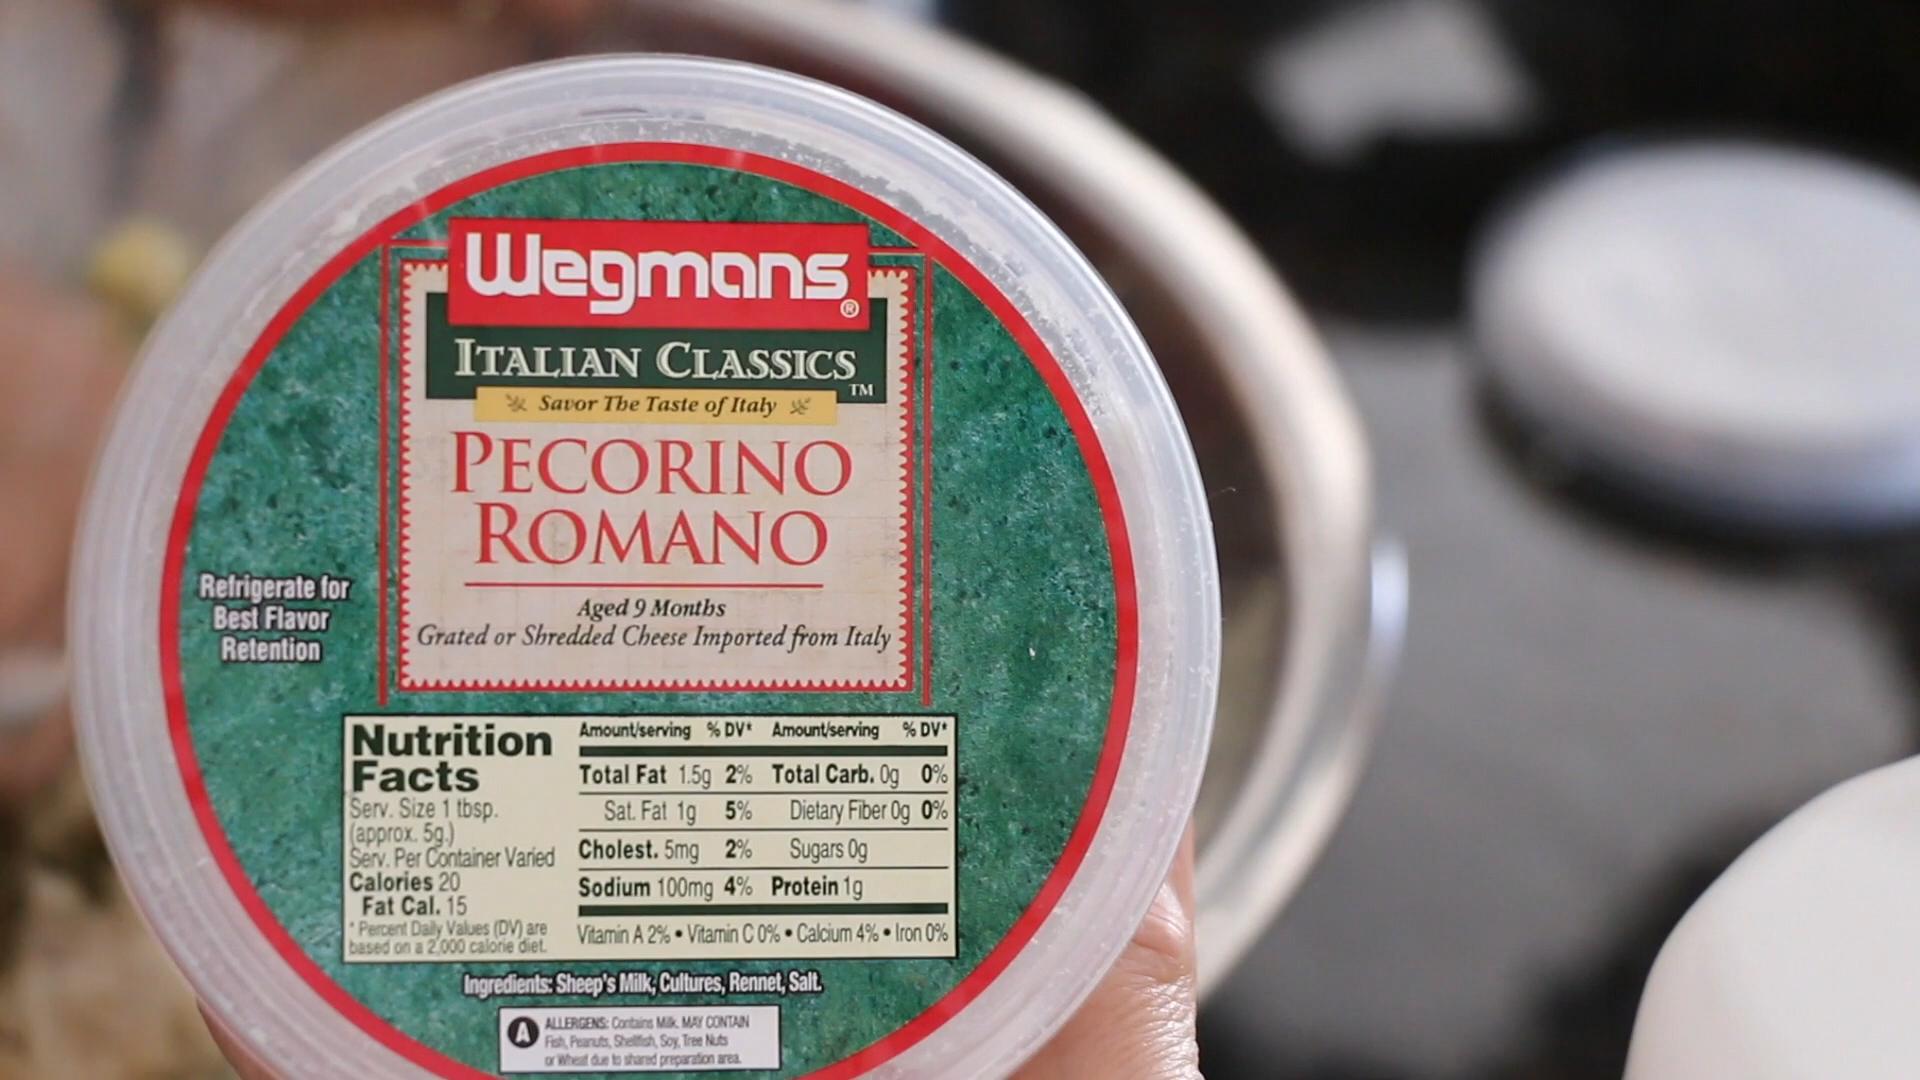 Wegmans®
ITALIAN CLASSICS™
Savor The Taste of Italy
PECORINO
ROMANO
Aged 9 Months
Grated or Shredded Cheese Imported from Italy
Refrigerate for
Best Flavor
Retention
Nutrition
Facts
Serv. Size 1 tbsp.
(approx. 5g.)
Serv. Per Container Varied
Calories 20
Fat Cal. 15
* Percent Daily Values (DV) are
based on a 2,000 calorie diet.
Amount/serving % DV* Amount/serving % DV*
Total Fat 1.5g 2% Total Carb. 0g 0%
Sat. Fat 1g 5% Dietary Fiber 0g 0%
Cholest. 5mg 2% Sugars 0g
Sodium 100mg 4% Protein 1g
Vitamin A 2% • Vitamin C 0% • Calcium 4% • Iron 0%
Ingredients: Sheep's Milk, Cultures, Rennet, Salt.
A ALLERGENS: Contains Milk. MAY CONTAIN
Fish, Peanuts, Shellfish, Soy, Tree Nuts
or Wheat due to shared preparation area.